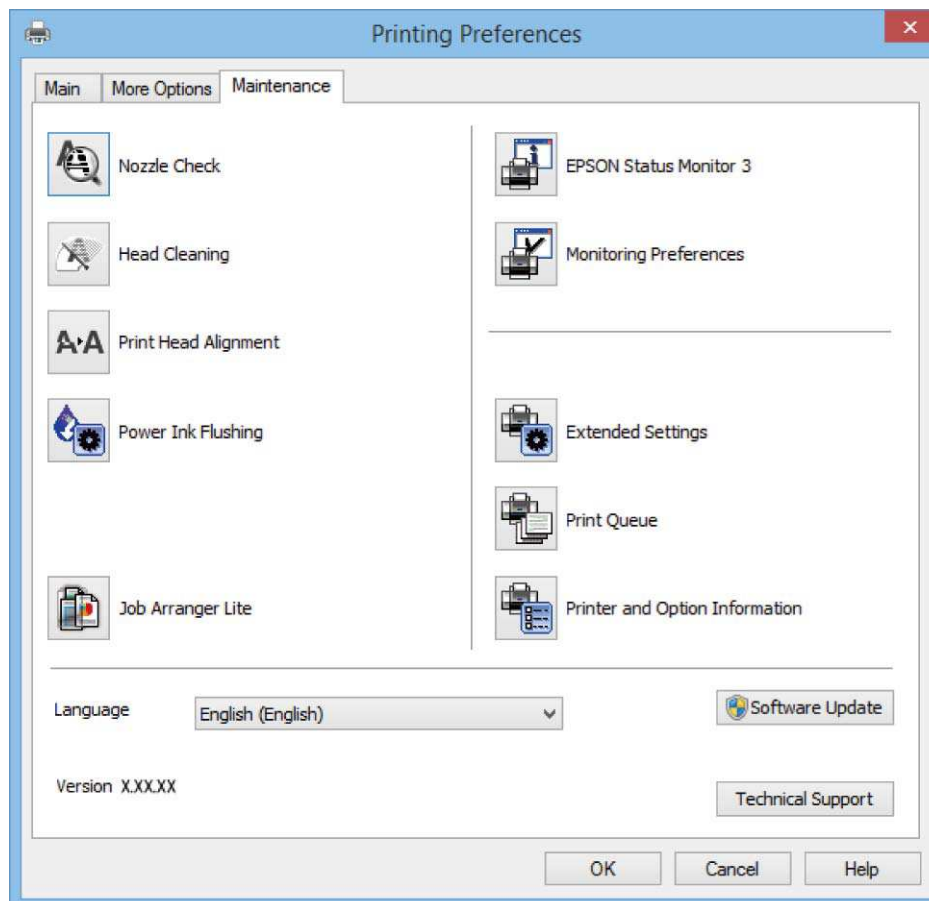 Printing Preferences
Main
More Options
Maintenance
Nozzle Check
Head Cleaning
A A Print Head Alignment
Power Ink Flushing
Job Arranger Lite
EPSON Status Monitor 3
Monitoring Preferences
Extended Settings
Print Queue
Printer and Option Information
Language
English (English)
Software Update
Version X.XX.XX
Technical Support
OK
Cancel
Help